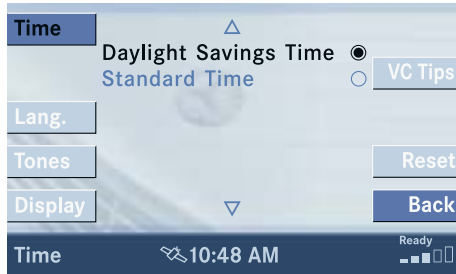 Time
Daylight Savings Time
Standard Time
VC Tips
Lang.
Tones
Reset
Display
Back
Time 10:48 AM Ready